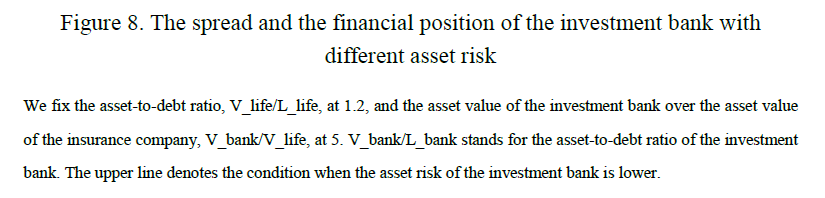 Figure 8. The spread and the financial position of the investment bank with
different asset risk
We fix the asset-to-debt ratio, V_life/L_life, at 1.2, and the asset value of the investment bank over the asset value
of the insurance company, V_bank/V_life, at 5. V_bank/L_bank stands for the asset-to-debt ratio of the investment
bank. The upper line denotes the condition when the asset risk of the investment bank is lower.